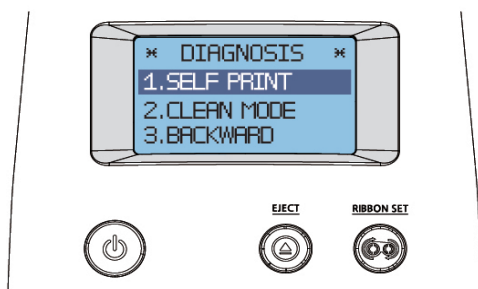 * DIAGNOSIS *
1.SELF PRINT
2.CLEAN MODE
3.BACKWARD
EJECT
RIBBON SET